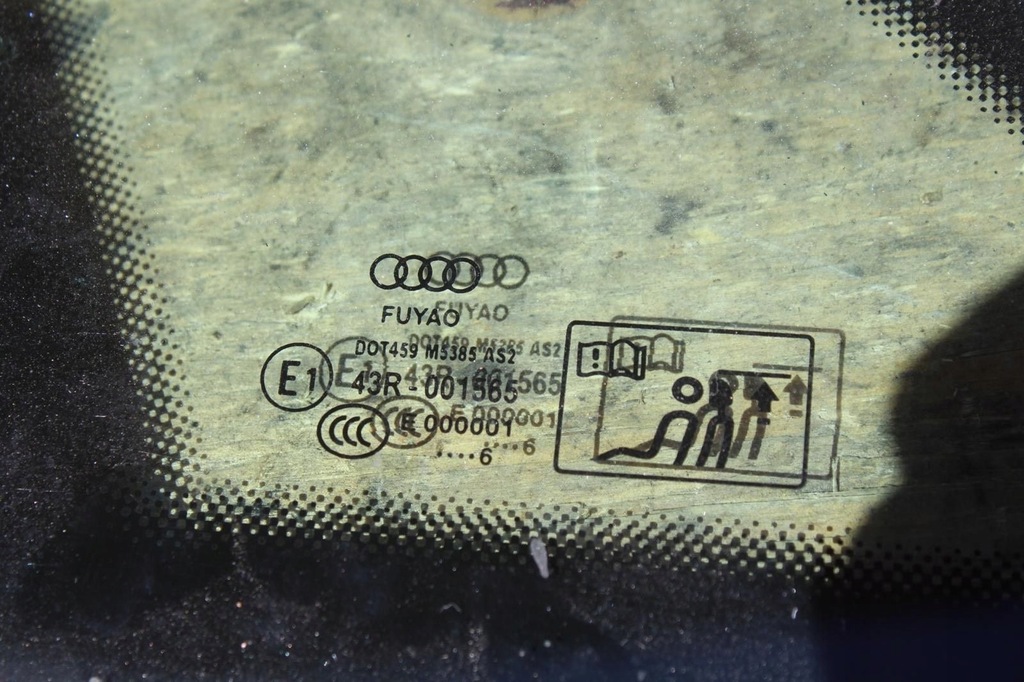 FUYAO
DOT459 M5385 AS2
E1
43R 001565
CCC E 000001
....6